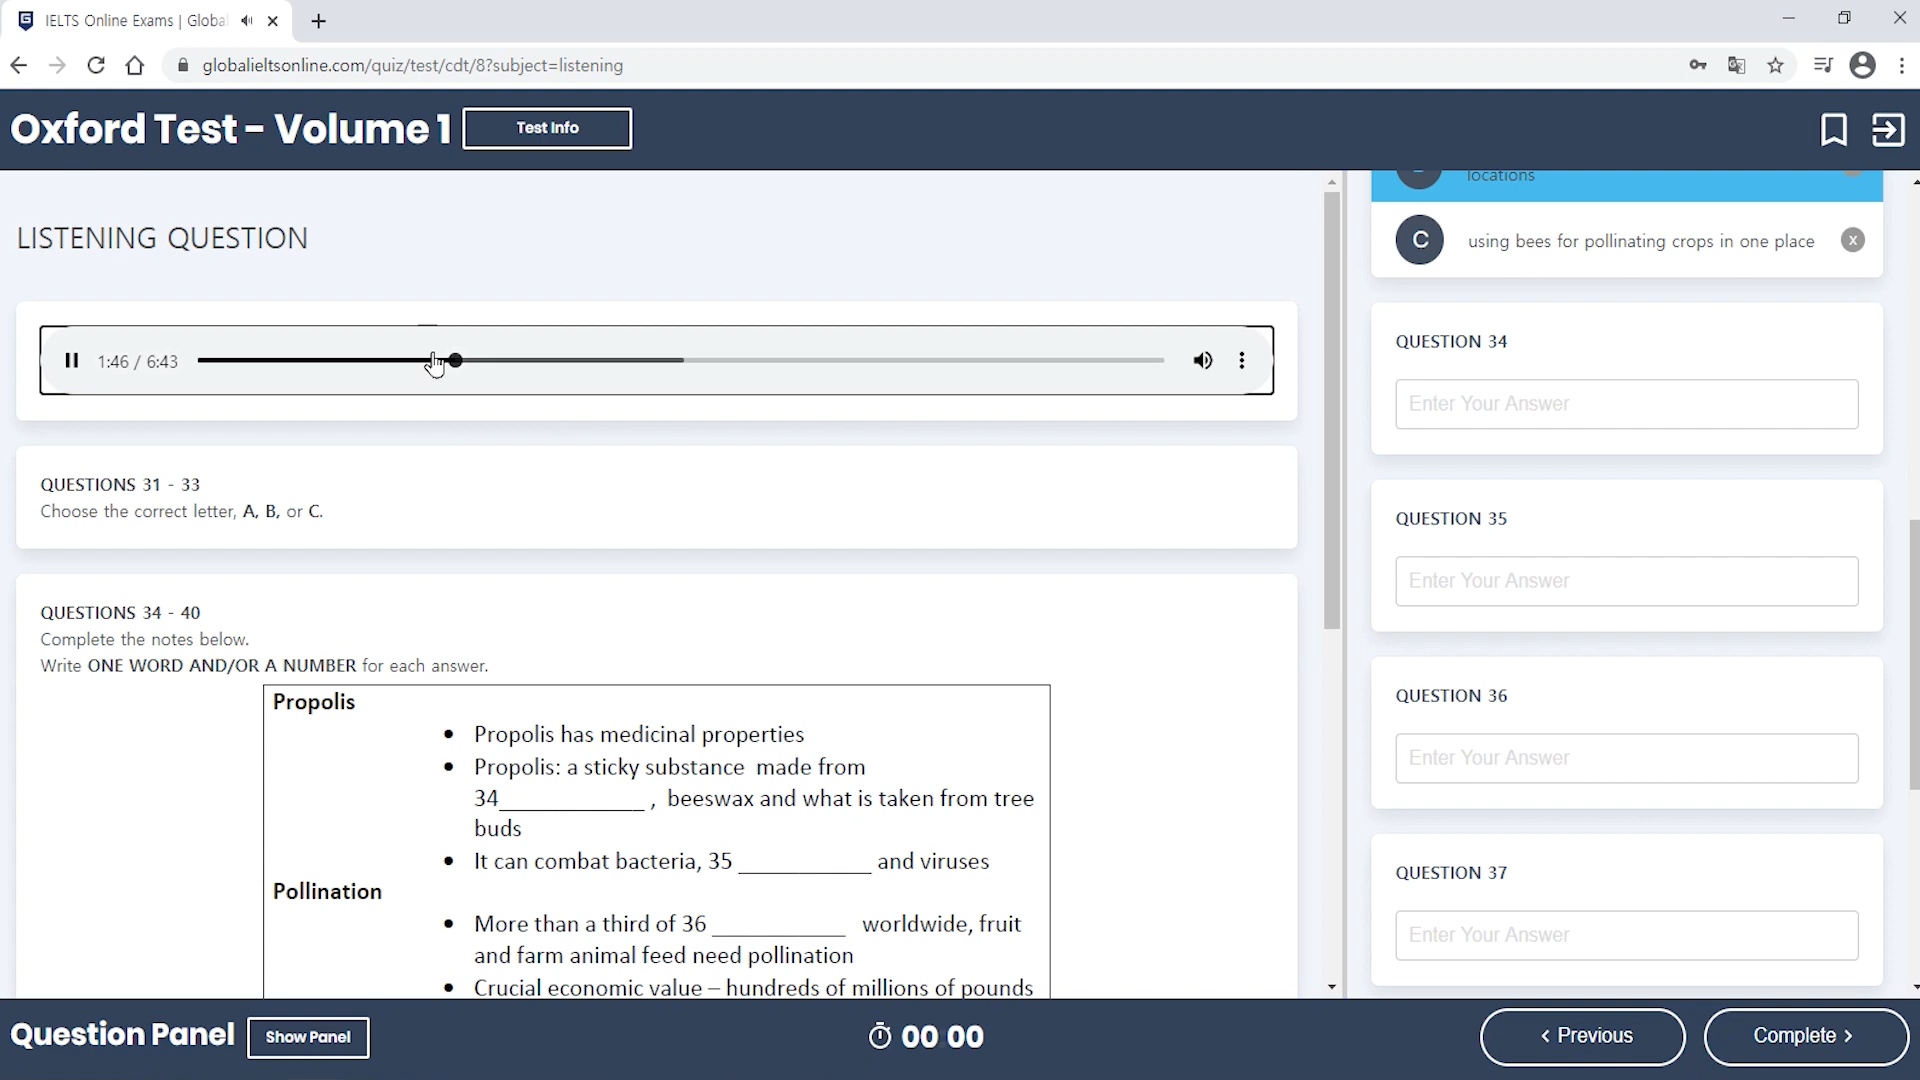 IELTS Online Exams | Globa
globalieltsonline.com/quiz/test/cdt/8?subject=listening
Oxford Test - Volume 1
Test Info
LISTENING QUESTION
1:46 / 6:43
QUESTIONS 31 - 33
Choose the correct letter, A, B, or C.
QUESTIONS 34 - 40
Complete the notes below.
Write ONE WORD AND/OR A NUMBER for each answer.
Propolis
• Propolis has medicinal properties
• Propolis: a sticky substance made from
34____________ , beeswax and what is taken from tree
buds
• It can combat bacteria, 35 ___________ and viruses
Pollination
• More than a third of 36 ___________ worldwide, fruit
and farm animal feed need pollination
• Crucial economic value – hundreds of millions of pounds
locations
C using bees for pollinating crops in one place x
QUESTION 34
Enter Your Answer
QUESTION 35
Enter Your Answer
QUESTION 36
Enter Your Answer
QUESTION 37
Enter Your Answer
Question Panel
Show Panel
00 00
‹ Previous
Complete ›